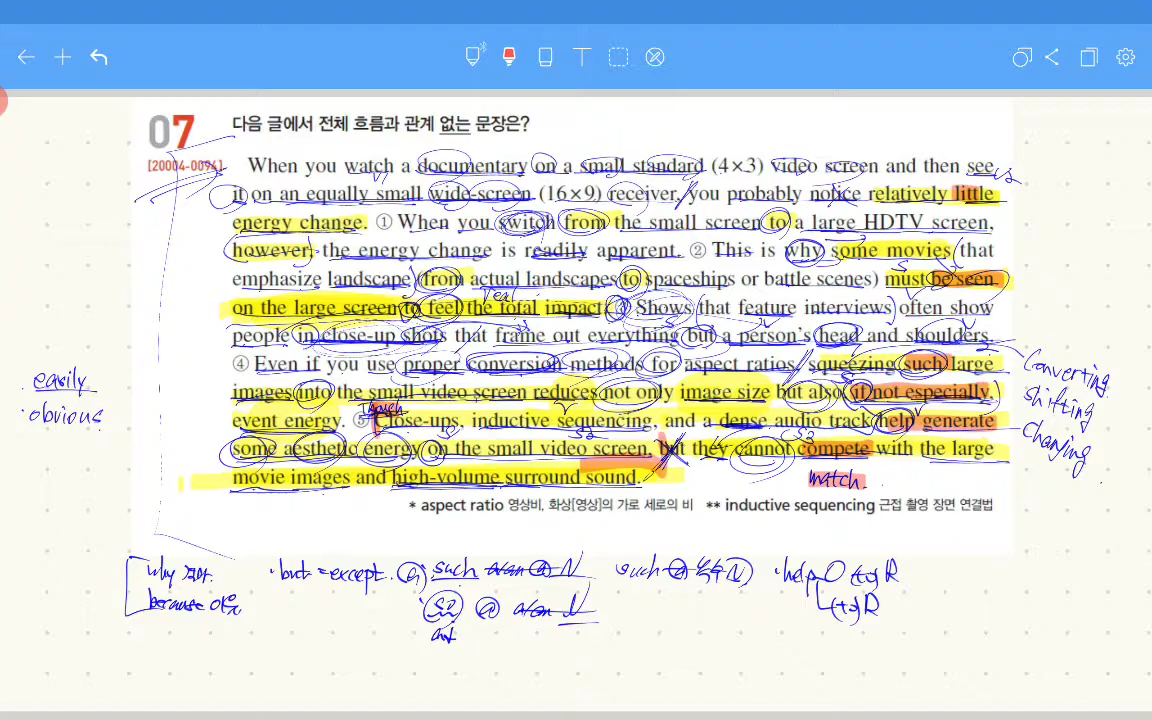 07 다음 글에서 전체 흐름과 관계 없는 문장은?
[20004-0094]
When you watch a documentary on a small standard (4×3) video screen and then see
it on an equally small wide-screen (16×9) receiver, you probably notice relatively little
energy change. ① When you switch from the small screen to a large HDTV screen,
however, the energy change is readily apparent. ② This is why some movies (that
emphasize landscape (from actual landscapes to spaceships or battle scenes) must be seen
real
on the large screen to feel the total impact. ③ Shows that feature interviews often show
people in close-up shots that frame out everything but a person's head and shoulders.
④ Even if you use proper conversion methods for aspect ratios, squeezing such large
images into the small video screen reduces not only image size but also, if not especially,
event energy. ⑤ Close-ups, inductive sequencing, and a dense audio track help generate
some aesthetic energy on the small video screen, but they cannot compete with the large
movie images and high-volume surround sound.
match
* aspect ratio 영상비, 화상[영상]의 가로 세로의 비 ** inductive sequencing 근접 촬영 장면 연결법
· easily
· obvious
Converting
shifting
Changing
why 결과
because 이유
· but = except
such
so
such
· help O (to) R
(to) R